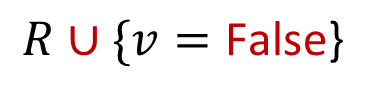 R ∪ {v = False}